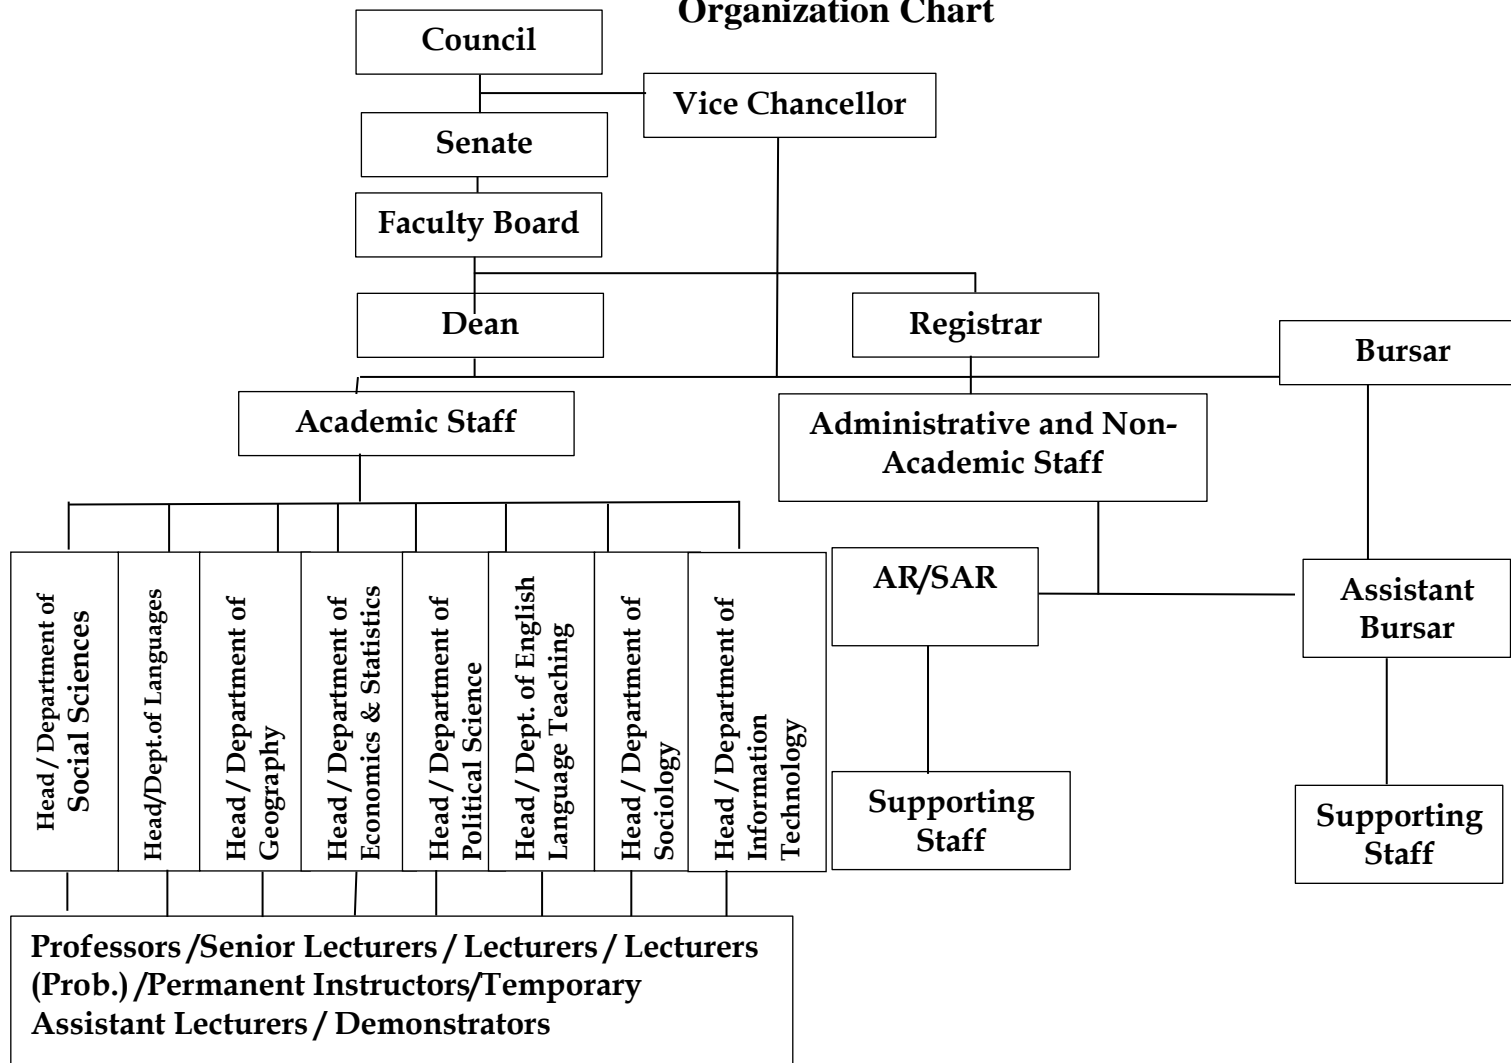 Organization Chart
Council
Vice Chancellor
Senate
Faculty Board
Dean
Registrar
Bursar
Academic Staff
Administrative and Non-
Academic Staff
Head / Department of
Social Sciences
Head/Dept.of Languages
Head / Department of
Geography
Head / Department of
Economics & Statistics
Head / Department of
Political Science
Head / Dept. of English
Language Teaching
Head / Department of
Sociology
Head / Department of
Information
Technology
AR/SAR
Assistant
Bursar
Supporting
Staff
Supporting
Staff
Professors /Senior Lecturers / Lecturers / Lecturers
(Prob.) /Permanent Instructors/Temporary
Assistant Lecturers / Demonstrators